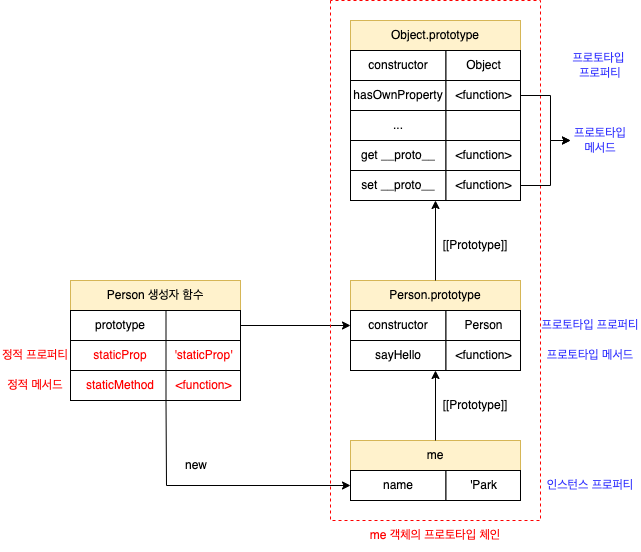 Object.prototype
constructor Object
프로토타입
프로퍼티
hasOwnProperty <function>
...
프로토타입
메서드
get __proto__ <function>
set __proto__ <function>
[[Prototype]]
Person 생성자 함수
Person.prototype
prototype
constructor Person
프로토타입 프로퍼티
정적 프로퍼티
staticProp 'staticProp'
sayHello <function>
프로토타입 메서드
정적 메서드
staticMethod <function>
[[Prototype]]
new
me
name 'Park
인스턴스 프로퍼티
me 객체의 프로토타입 체인